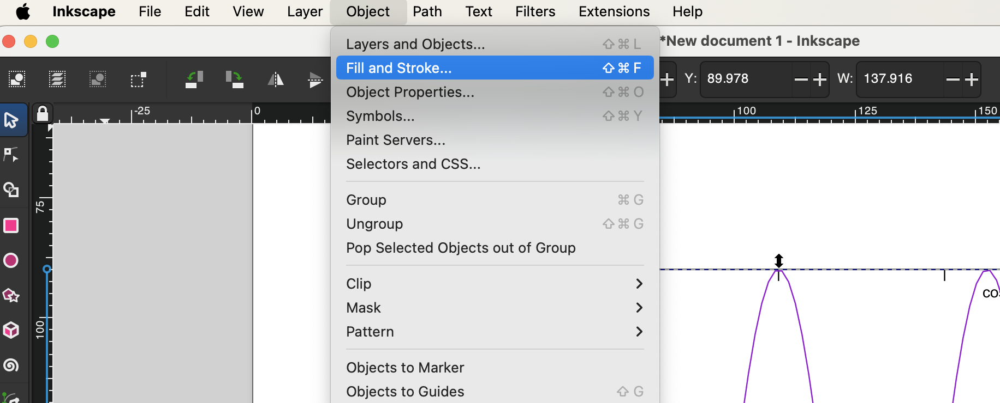 Inkscape File Edit View Layer Object Path Text Filters Extensions Help
*New document 1 - Inkscape
Layers and Objects... ⇧⌘L
Fill and Stroke... ⇧⌘F
Y: 89.978 W: 137.916
Object Properties... ⇧⌘O
-25 0 100 125 150
Symbols... ⇧⌘Y
Paint Servers...
Selectors and CSS...
Group ⌘G
75
Ungroup ⇧⌘G
Pop Selected Objects out of Group
Clip
cos
Mask
100
Pattern
Objects to Marker
Objects to Guides ⇧G